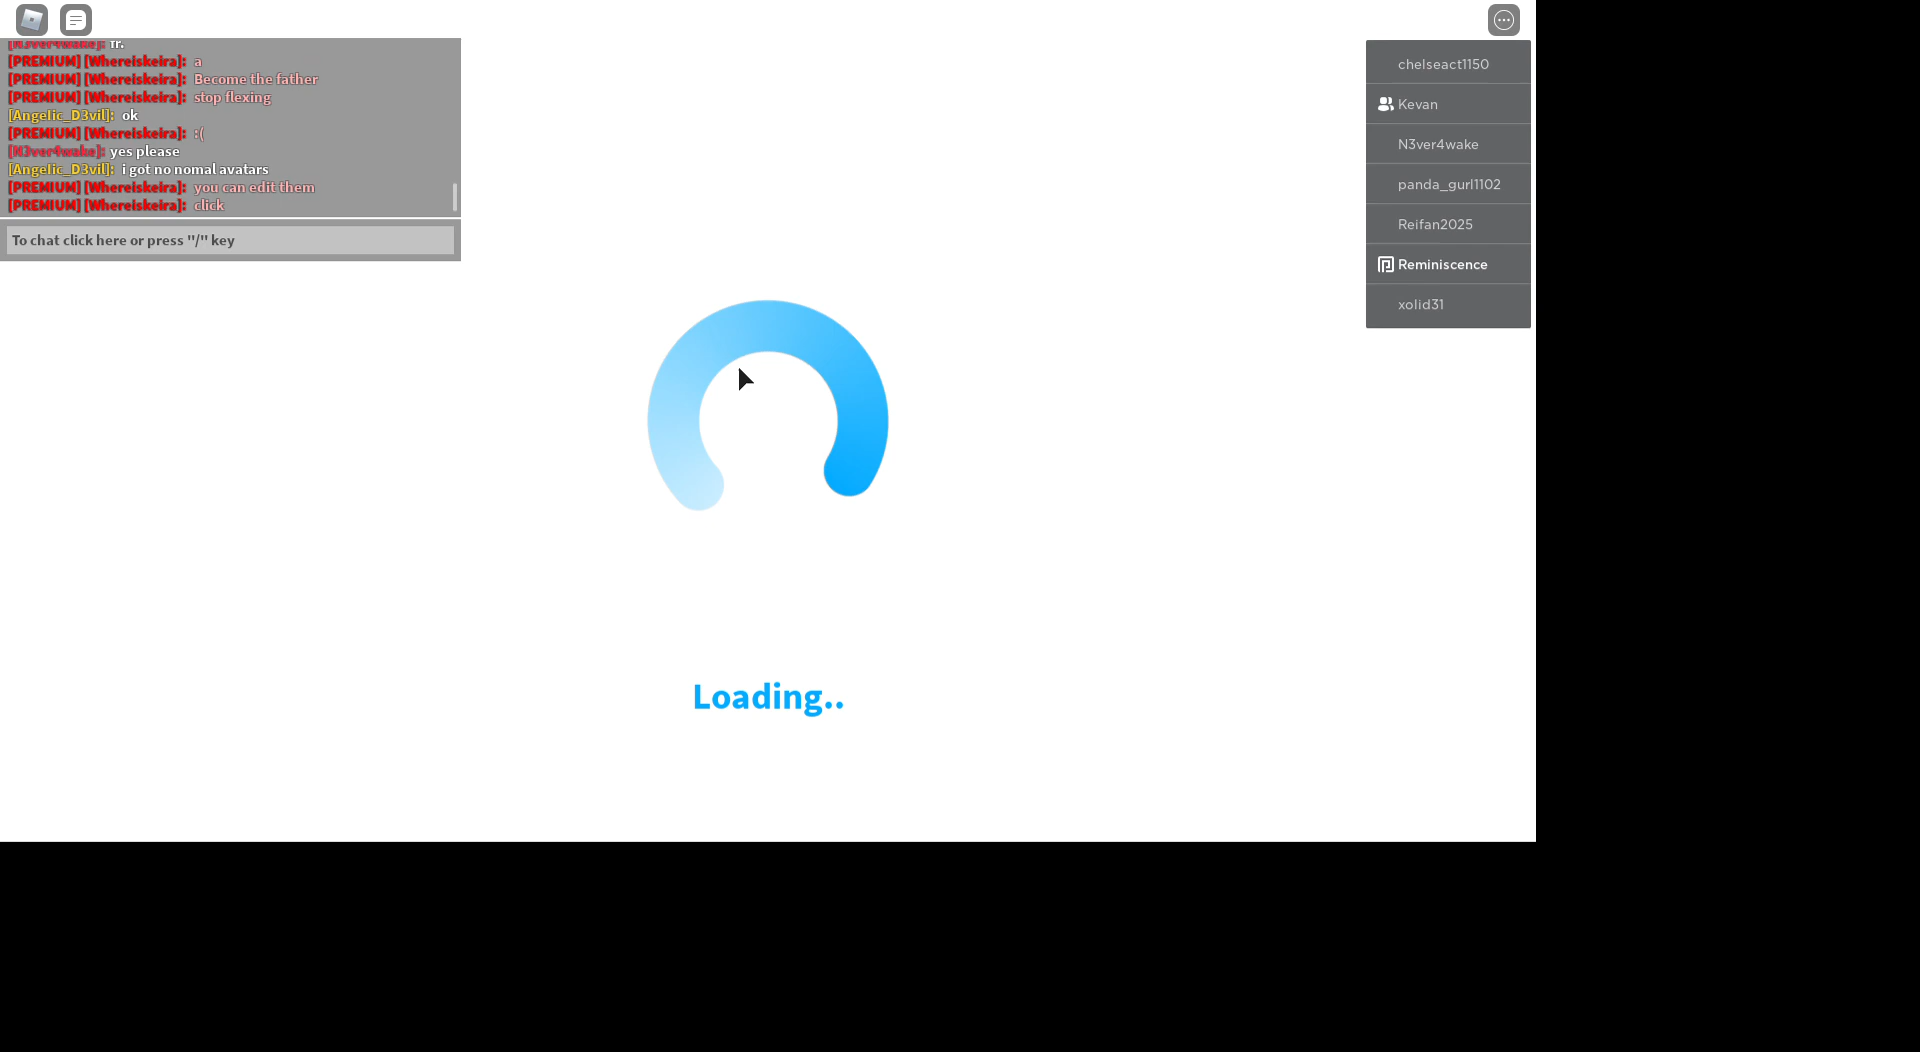 [N3ver4wake]: fr.
[PREMIUM] [Whereiskeira]: a
[PREMIUM] [Whereiskeira]: Become the father
[PREMIUM] [Whereiskeira]: stop flexing
[Angelic_D3vil]: ok
[PREMIUM] [Whereiskeira]: :(
[N3ver4wake]: yes please
[Angelic_D3vil]: i got no nomal avatars
[PREMIUM] [Whereiskeira]: you can edit them
[PREMIUM] [Whereiskeira]: click
To chat click here or press "/" key
chelseact1150
Kevan
N3ver4wake
panda_gurl1102
Reifan2025
Reminiscence
xolid31
Loading..